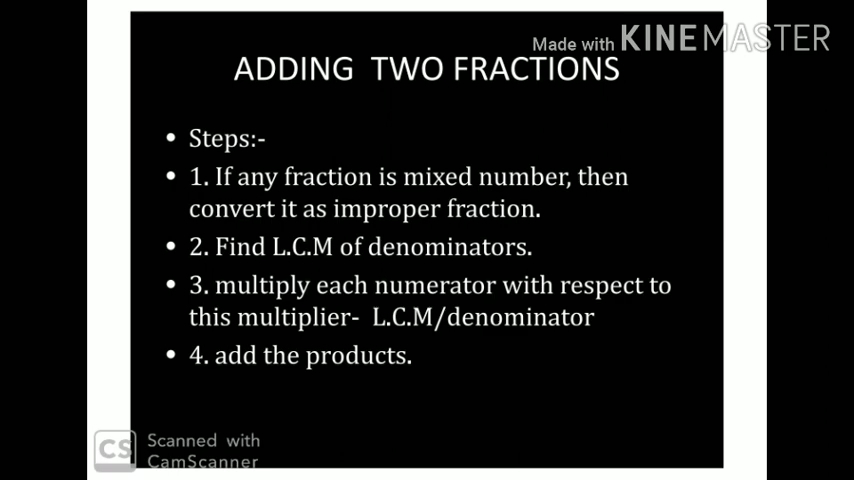 Made with KINEMASTER
ADDING TWO FRACTIONS
• Steps:-
• 1. If any fraction is mixed number, then
convert it as improper fraction.
• 2. Find L.C.M of denominators.
• 3. multiply each numerator with respect to
this multiplier- L.C.M/denominator
• 4. add the products.
CS
Scanned with
CamScanner